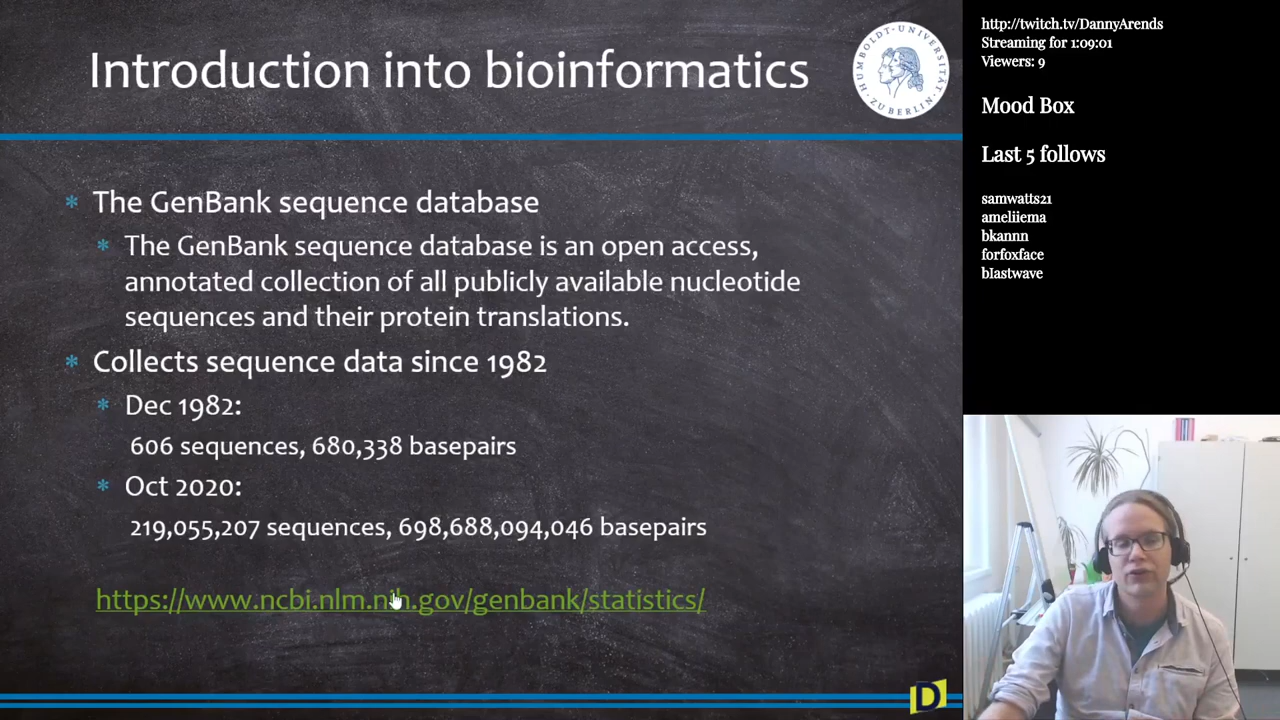 Introduction into bioinformatics
HUMBOLDT-UNIVERSITÄT
ZU BERLIN
The GenBank sequence database
The GenBank sequence database is an open access,
annotated collection of all publicly available nucleotide
sequences and their protein translations.
Collects sequence data since 1982
Dec 1982:
606 sequences, 680,338 basepairs
Oct 2020:
219,055,207 sequences, 698,688,094,046 basepairs
https://www.ncbi.nlm.nih.gov/genbank/statistics/
D
http://twitch.tv/DannyArends
Streaming for 1:09:01
Viewers: 9
Mood Box
Last 5 follows
samwatts21
ameliiema
bkannn
forfoxface
blastwave